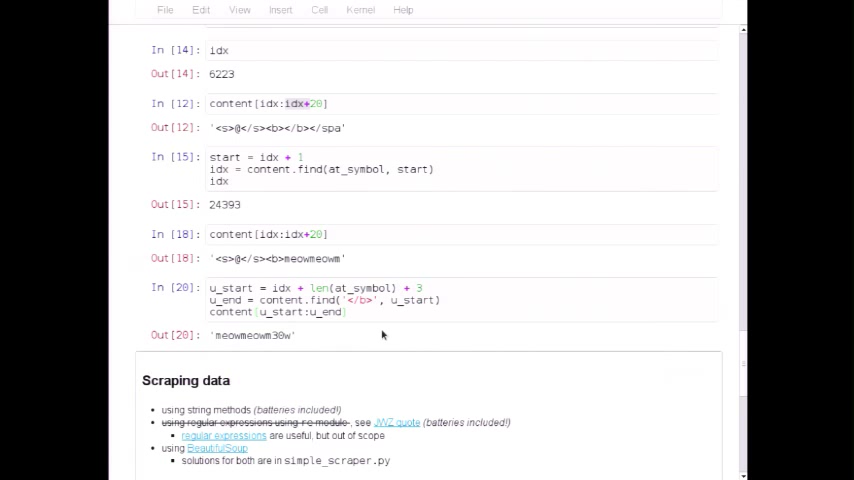 File Edit View Insert Cell Kernel Help
In [14]: idx
Out[14]: 6223
In [12]: content[idx:idx+20]
Out[12]: '<s>@</s><b></b></spa'
In [15]: start = idx + 1
idx = content.find(at_symbol, start)
idx
Out[15]: 24393
In [18]: content[idx:idx+20]
Out[18]: '<s>@</s><b>meowmeowm'
In [20]: u_start = idx + len(at_symbol) + 3
u_end = content.find('</b>', u_start)
content[u_start:u_end]
Out[20]: 'meowmeowm30w'
Scraping data
using string methods (batteries included!)
using regular expressions using re module , see JWZ quote (batteries included!)
regular expressions are useful, but out of scope
using BeautifulSoup
solutions for both are in simple_scraper.py